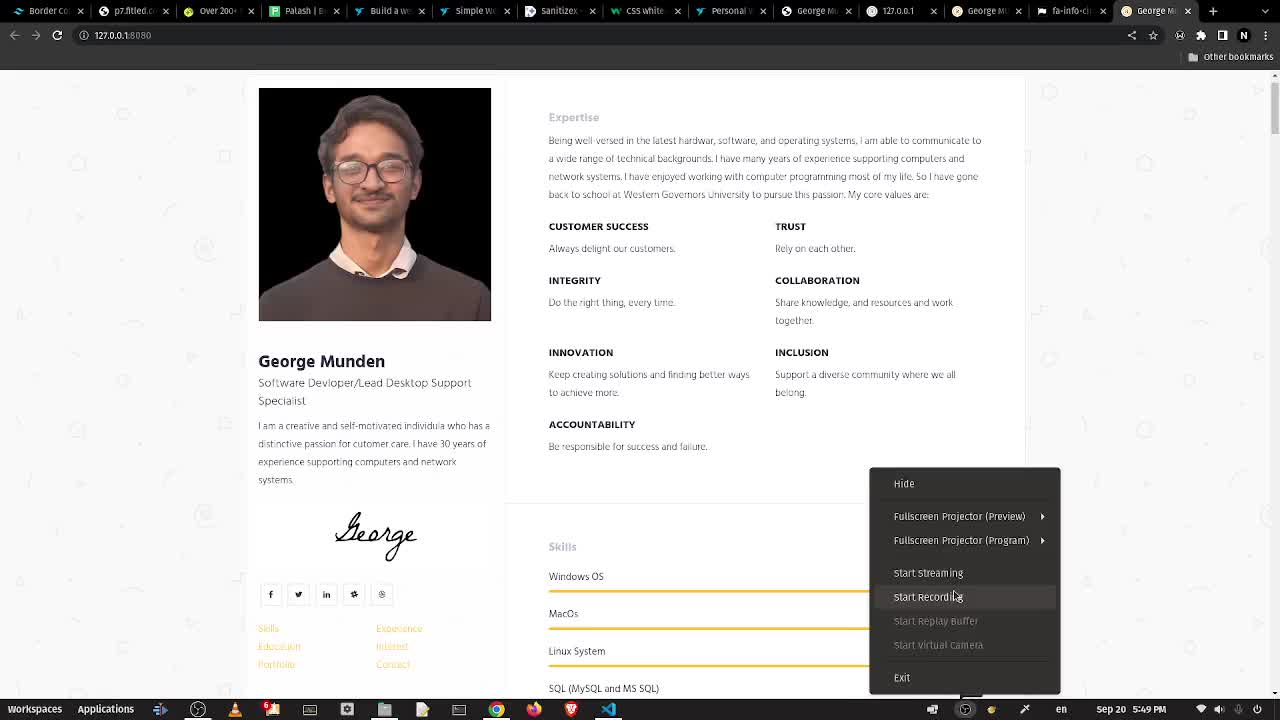 Border con
p7.fitled.c
Over 200+
Palash | B
Build a we
Simple We
Sanitizex -
CSS white
Personal W
George Mu
127.0.0.1
George Mu
fa-info-cir
George Mu
127.0.0.1:8080
N
Other bookmarks
George Munden
Software Devloper/Lead Desktop Support
Specialist
I am a creative and self-motivated individula who has a
distinctive passion for cutomer care. I have 30 years of
experience supporting computers and network
systems.
George
Skills
Experience
Education
Interest
Portfolio
Contact
Expertise
Being well-versed in the latest hardwar, software, and operating systems, I am able to communicate to
a wide range of technical backgrounds. I have many years of experience supporting computers and
network systems. I have enjoyed working with computer programming most of my life. So I have gone
back to school at Western Governors University to pursue this passion. My core values are:
CUSTOMER SUCCESS
Always delight our customers.
TRUST
Rely on each other.
INTEGRITY
Do the right thing, every time.
COLLABORATION
Share knowledge, and resources and work
together.
INNOVATION
Keep creating solutions and finding better ways
to achieve more.
INCLUSION
Support a diverse community where we all
belong.
ACCOUNTABILITY
Be responsible for success and failure.
Skills
Windows OS
MacOs
Linux System
SQL (MySQL and MS SQL)
Hide
Fullscreen Projector (Preview)
Fullscreen Projector (Program)
Start Streaming
Start Recording
Start Replay Buffer
Start Virtual Camera
Exit
Workspaces
Applications
6
en
Sep 20 5:49 PM